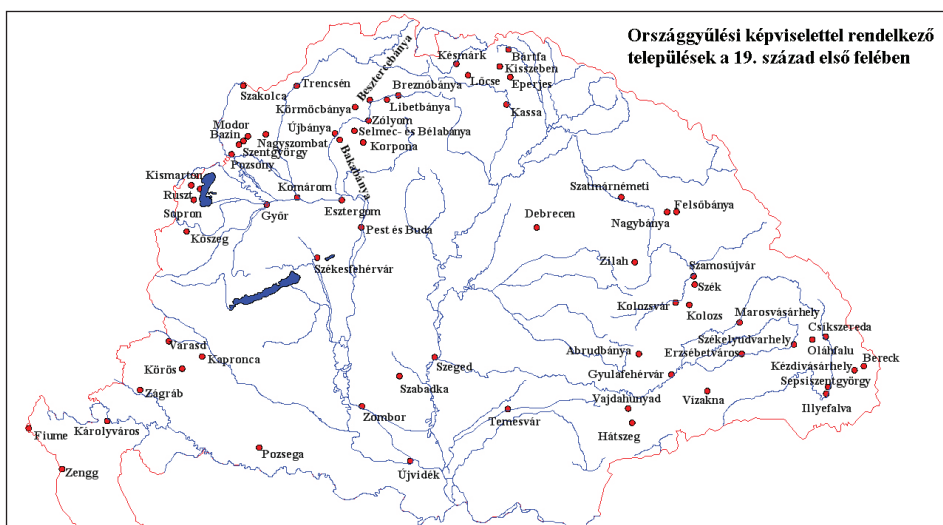 Országgyűlési képviselettel rendelkező
települések a 19. század első felében
Késmárk
Bártfa
Kisszeben
Lőcse
Eperjes
Kassa
Besztercebánya
Breznóbánya
Libetbánya
Trencsén
Szakolca
Körmöcbánya
Zólyom
Újbánya
Selmec- és Bélabánya
Korpona
Bakabánya
Modor
Bazin
Nagyszombat
Szentgyörgy
Pozsony
Kismarton
Ruszt
Sopron
Kőszeg
Győr
Komárom
Esztergom
Pest és Buda
Székesfehérvár
Szatmárnémeti
Felsőbánya
Nagybánya
Debrecen
Zilah
Szamosújvár
Szék
Kolozsvár
Kolozs
Marosvásárhely
Csíkszereda
Székelyudvarhely
Oláhfalu
Abrudbánya
Erzsébetváros
Bereck
Kézdivásárhely
Gyulafehérvár
Sepsiszentgyörgy
Vajdahunyad
Vizakna
Illyefalva
Hátszeg
Varasd
Kapronca
Körös
Zágráb
Szeged
Szabadka
Zombor
Temesvár
Károlyváros
Fiume
Zengg
Pozsega
Újvidék